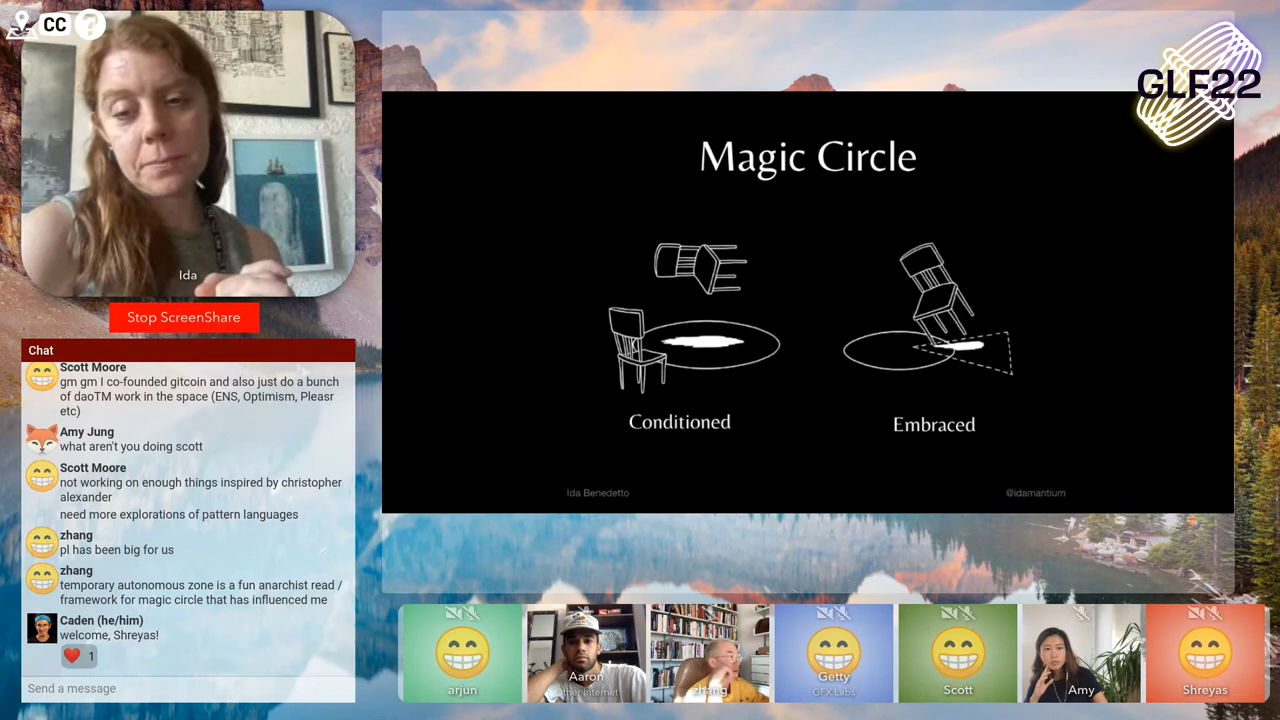 CC
?
Ida
Stop ScreenShare
Chat
Scott Moore
gm gm I co-founded gitcoin and also just do a bunch
of daoTM work in the space (ENS, Optimism, Pleasr
etc)
Amy Jung
what aren't you doing scott
Scott Moore
not working on enough things inspired by christopher
alexander
need more explorations of pattern languages
zhang
pl has been big for us
zhang
temporary autonomous zone is a fun anarchist read /
framework for magic circle that has influenced me
Caden (he/him)
welcome, Shreyas!
1
Send a message
GLF22
Magic Circle
Conditioned
Embraced
Ida Benedetto
@idamantium
arjun
Aaron
Other Internet
zhang
Getty
GFX Labs
Scott
Amy
Shreyas